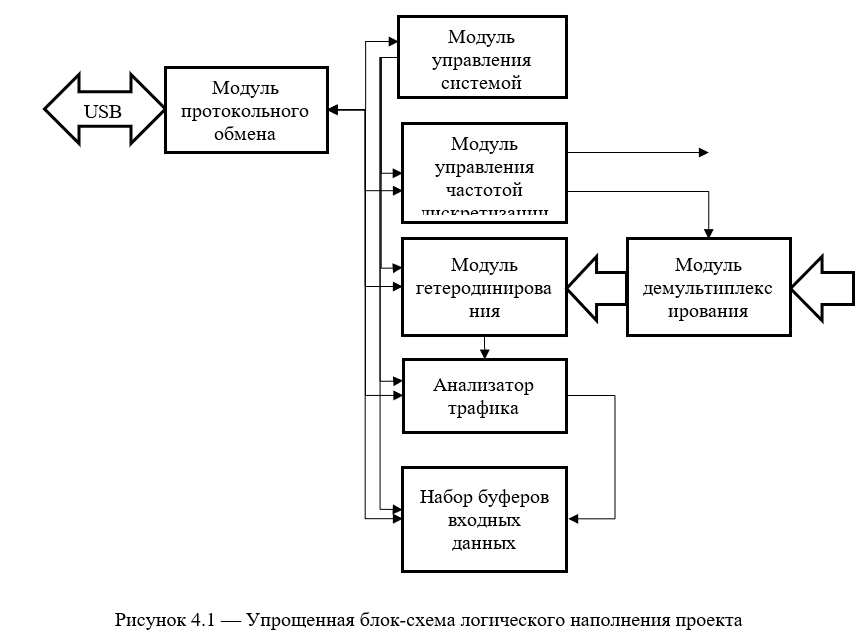 Модуль
управления
системой
Модуль
протокольного
обмена
USB
Модуль
управления
частотой
дискретизации
Модуль
гетеродинирова
ния
Модуль
демультиплекс
ирования
Анализатор
трафика
Набор буферов
входных
данных
Рисунок 4.1 — Упрощенная блок-схема логического наполнения проекта